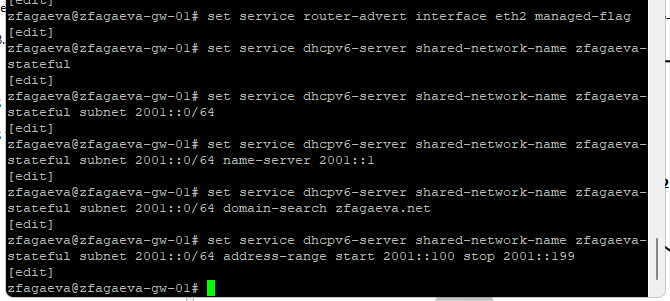 [edit]
zfagaeva@zfagaeva-gw-01# set service router-advert interface eth2 managed-flag
[edit]
zfagaeva@zfagaeva-gw-01# set service dhcpv6-server shared-network-name zfagaeva-
stateful
[edit]
zfagaeva@zfagaeva-gw-01# set service dhcpv6-server shared-network-name zfagaeva-
stateful subnet 2001::0/64
[edit]
zfagaeva@zfagaeva-gw-01# set service dhcpv6-server shared-network-name zfagaeva-
stateful subnet 2001::0/64 name-server 2001::1
[edit]
zfagaeva@zfagaeva-gw-01# set service dhcpv6-server shared-network-name zfagaeva-
stateful subnet 2001::0/64 domain-search zfagaeva.net
[edit]
zfagaeva@zfagaeva-gw-01# set service dhcpv6-server shared-network-name zfagaeva-
stateful subnet 2001::0/64 address-range start 2001::100 stop 2001::199
[edit]
zfagaeva@zfagaeva-gw-01#